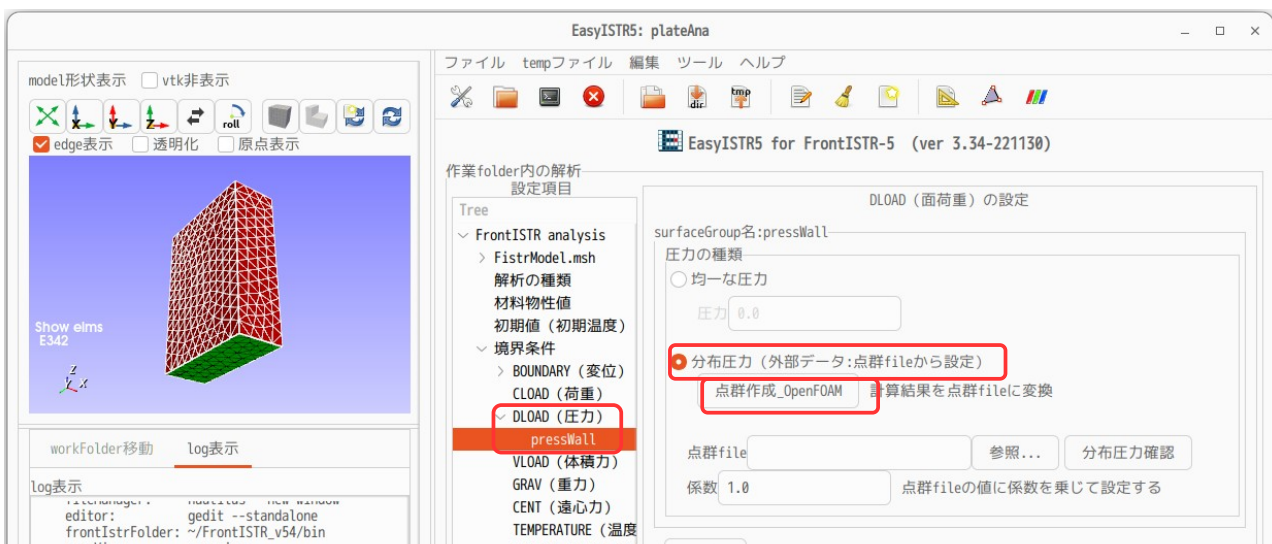 EasyISTR5: plateAna
model形状表示 vtk非表示
roll
edge表示 透明化 原点表示
Show elms
E342
Z
Y X
workFolder移動 log表示
log表示
editor: gedit --standalone
frontIstrFolder: ~/FrontISTR_v54/bin
ファイル tempファイル 編集 ツール ヘルプ
dir tmp
EasyISTR5 for FrontISTR-5 (ver 3.34-221130)
作業folder内の解析
設定項目
Tree
FrontISTR analysis
FistrModel.msh
解析の種類
材料物性値
初期値（初期温度）
境界条件
BOUNDARY（変位）
CLOAD（荷重）
DLOAD（圧力）
pressWall
VLOAD（体積力）
GRAV（重力）
CENT（遠心力）
TEMPERATURE（温度
DLOAD（面荷重）の設定
surfaceGroup名:pressWall
圧力の種類
均一な圧力
圧力 0.0
分布圧力（外部データ:点群fileから設定）
点群作成_OpenFOAM 計算結果を点群fileに変換
点群file 参照... 分布圧力確認
係数 1.0 点群fileの値に係数を乗じて設定する